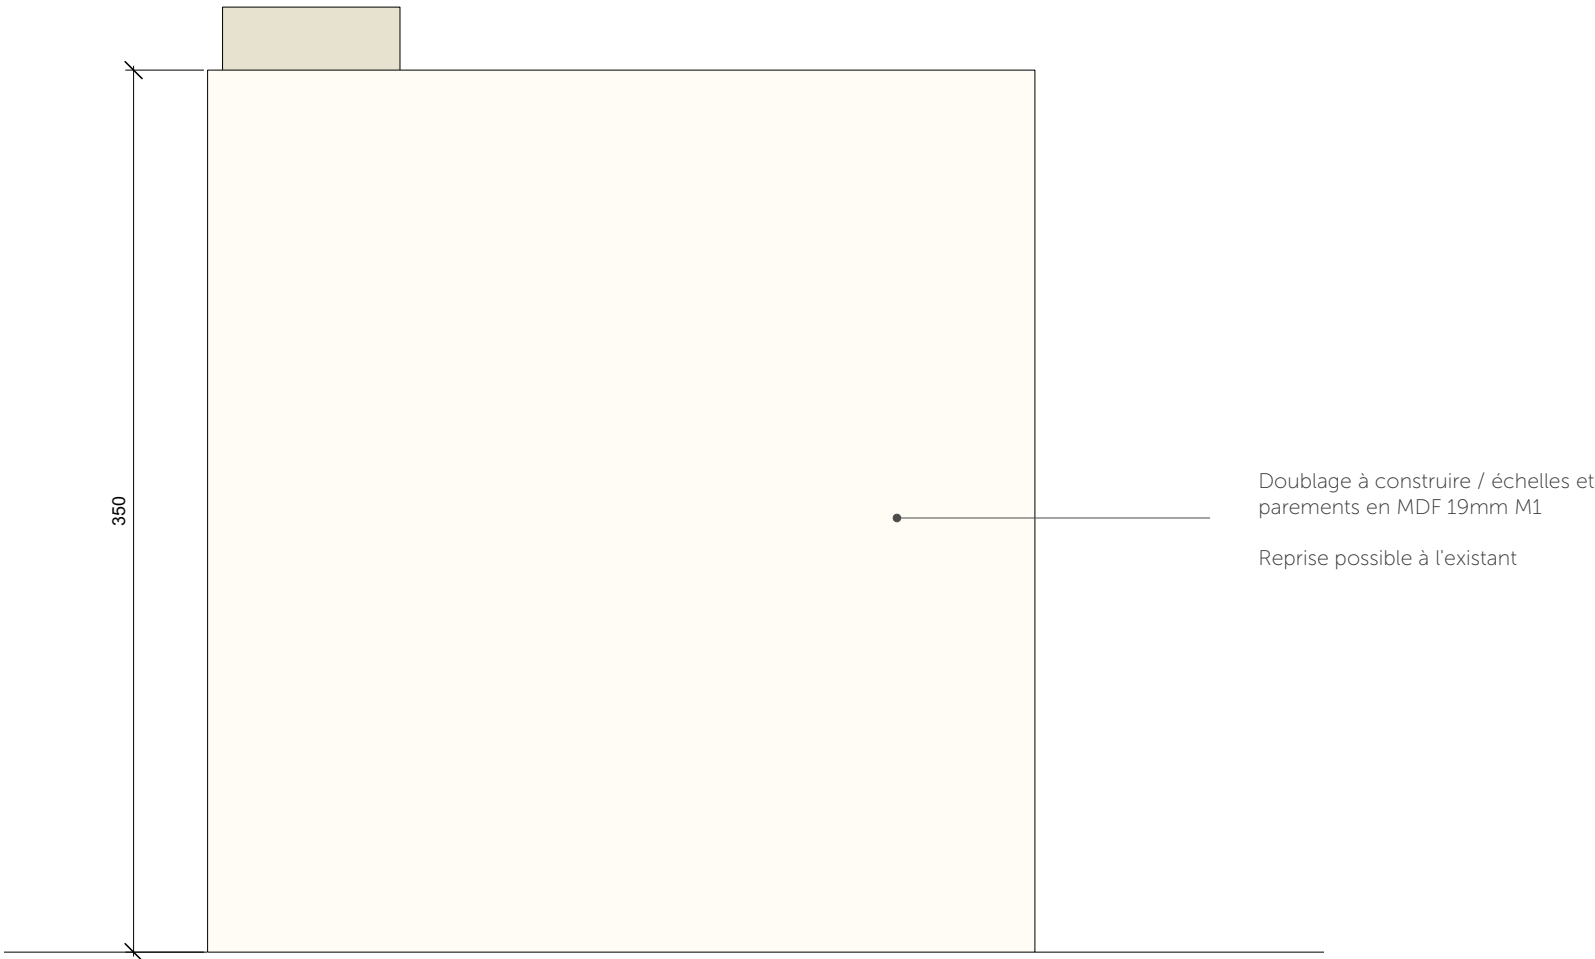 350
Doublage à construire / échelles et
parements en MDF 19mm M1
Reprise possible à l'existant